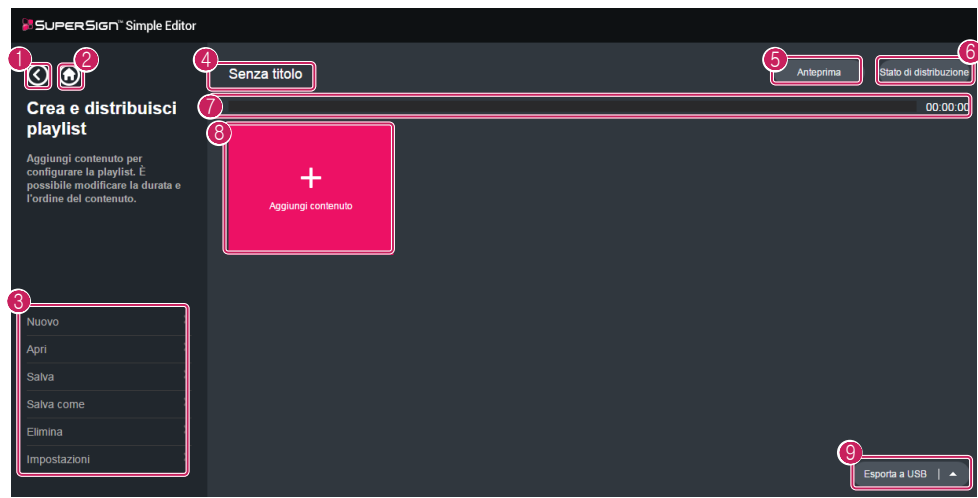 SUPERSIGN™ Simple Editor
1
2
Crea e distribuisci
playlist
Aggiungi contenuto per
configurare la playlist. È
possibile modificare la durata e
l'ordine del contenuto.
3
Nuovo
Apri
Salva
Salva come
Elimina
Impostazioni
4
Senza titolo
5
Anteprima
6
Stato di distribuzione
7
00:00:00
8
Aggiungi contenuto
9
Esporta a USB